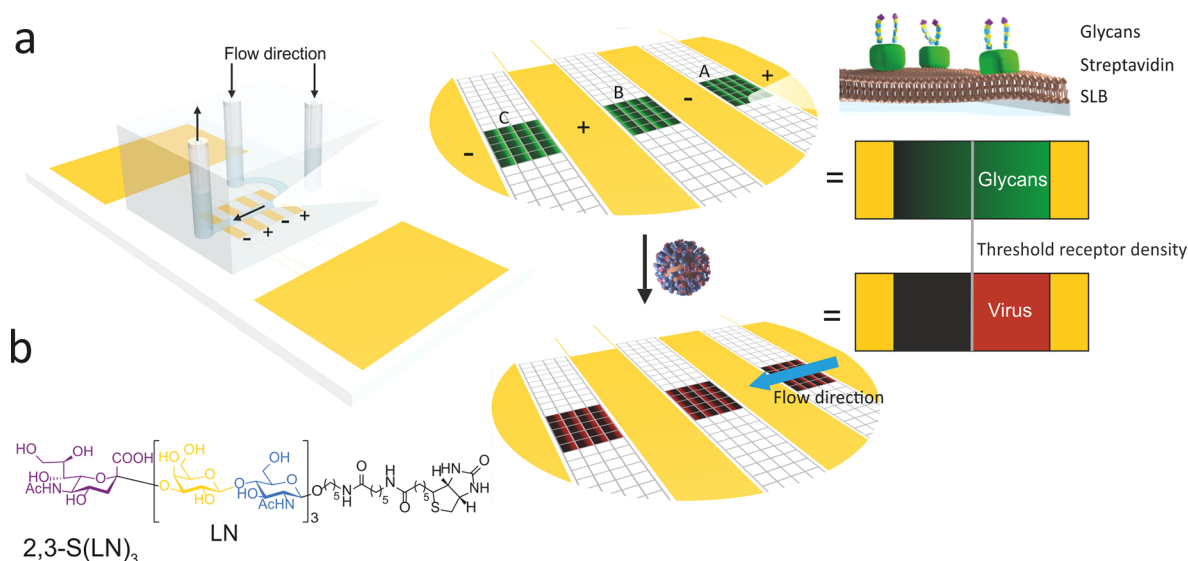 a
Flow direction
- + - +
A
B
C
+
-
+
-
Glycans
Streptavidin
SLB
=
Glycans
Threshold receptor density
=
Virus
Flow direction
b
HO
OH
HO
AcHN
HO
COOH
O
OH
OH
O
O
HO
O
OH
O
O
HO
AcHN
3
O
5
N
H
O
5
H
N
O
5
S
HN
O
NH
H
H
LN
2,3-S(LN)3